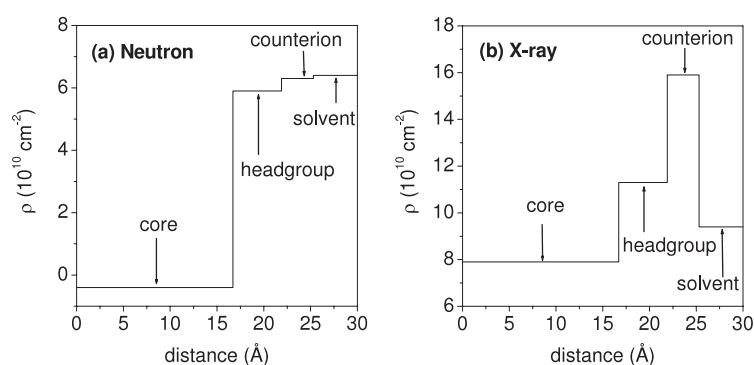 (a) Neutron
counterion
solvent
headgroup
core
ρ (10¹⁰ cm⁻²)
8
6
4
2
0
0 5 10 15 20 25 30
distance (Å)
(b) X-ray
counterion
core
headgroup
solvent
ρ (10¹⁰ cm⁻²)
18
16
14
12
10
8
6
0 5 10 15 20 25 30
distance (Å)